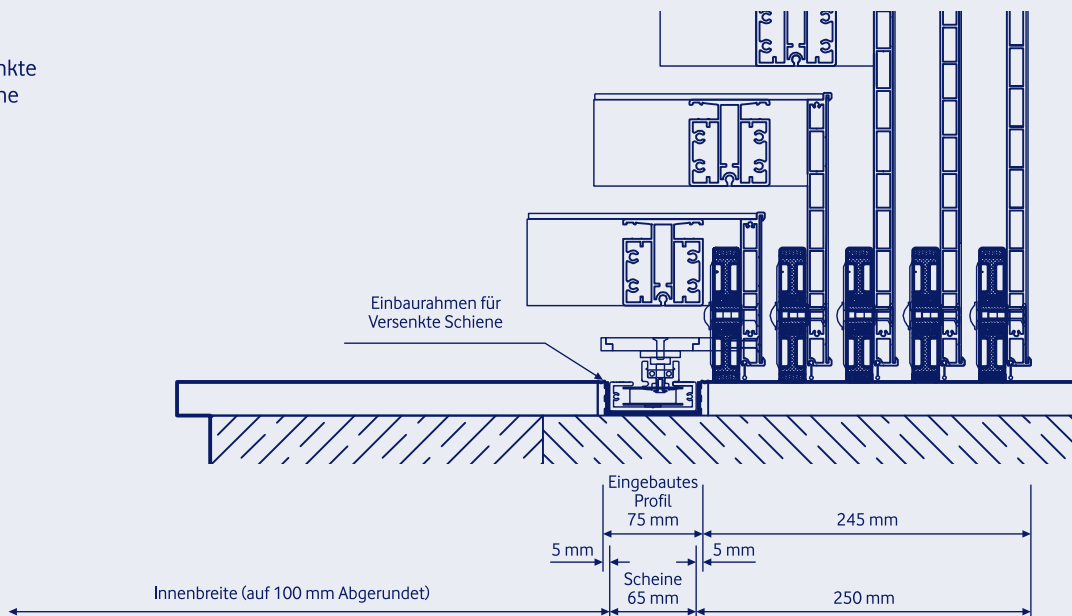 Einbaurahmen für
Versenkte Schiene
Eingebautes
Profil
75 mm
245 mm
5 mm
5 mm
Scheine
65 mm
250 mm
Innenbreite (auf 100 mm Abgerundet)